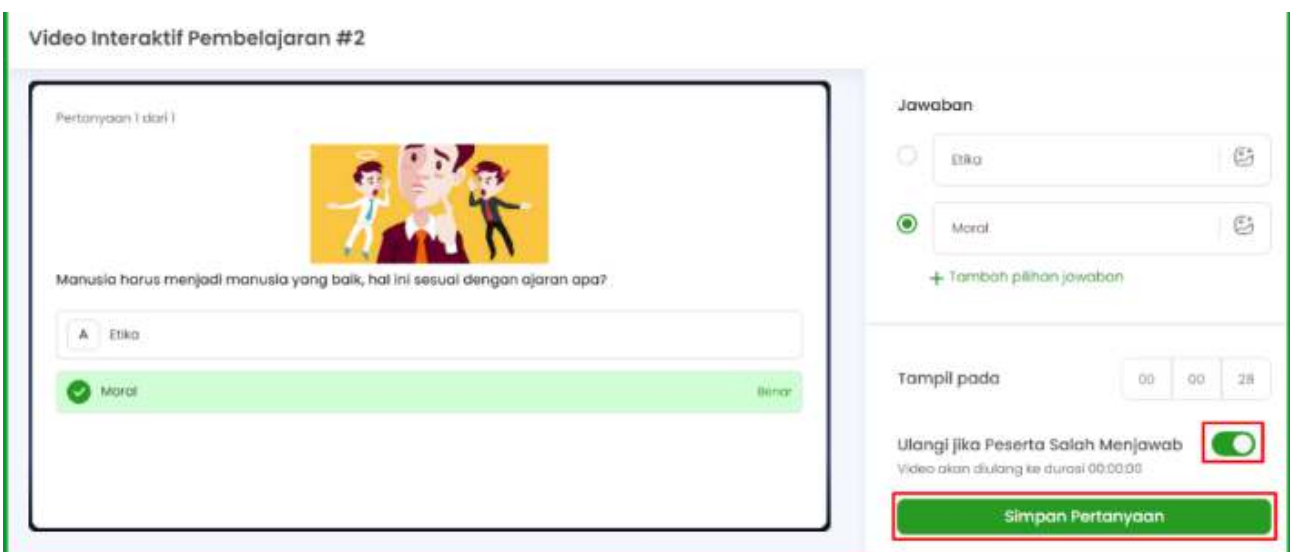 Video Interaktif Pembelajaran #2
Pertanyaan 1 dari 1
Manusia harus menjadi manusia yang baik, hal ini sesuai dengan ajaran apa?
A Etika
Moral Benar
Jawaban
Etika
Moral
+ Tambah pilihan jawaban
Tampil pada 00 00 28
Ulangi jika Peserta Salah Menjawab
Video akan diulang ke durasi 00:00:00
Simpan Pertanyaan